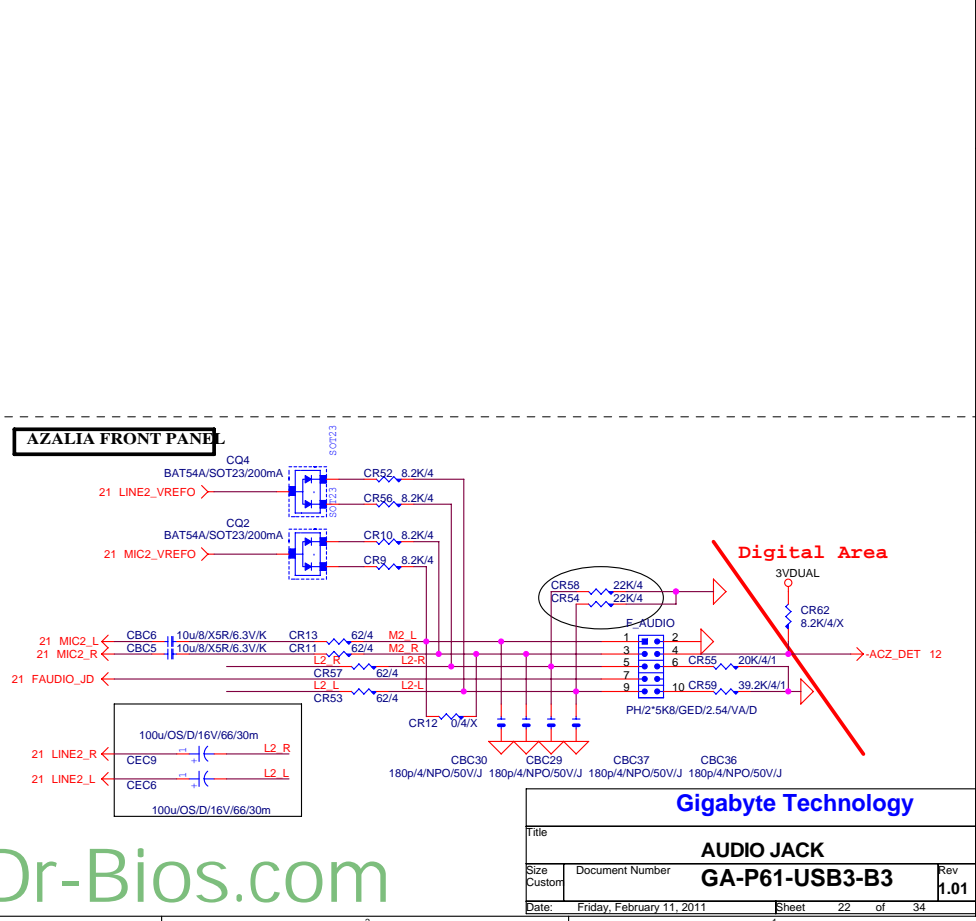 AZALIA FRONT PANEL
SOT23
CQ4
BAT54A/SOT23/200mA
21 LINE2_VREFO
CR52 8.2K/4
CR56 8.2K/4
SOT23
CQ2
BAT54A/SOT23/200mA
21 MIC2_VREFO
CR10 8.2K/4
CR9 8.2K/4
Digital Area
3VDUAL
CR62
8.2K/4/X
CR58 22K/4
CR54 22K/4
F_AUDIO
21 MIC2_L CBC6 10u/8/X5R/6.3V/K CR13 62/4 M2_L 1 2
21 MIC2_R CBC5 10u/8/X5R/6.3V/K CR11 62/4 M2_R 3 4 -ACZ_DET 12
L2_R CR57 62/4 L2-R 5 6 CR55 20K/4/1
21 FAUDIO_JD 7
L2_L CR53 62/4 L2-L 9 10 CR59 39.2K/4/1
PH/2*5K8/GED/2.54/VA/D
CR12 0/4/X
100u/OS/D/16V/66/30m
21 LINE2_R CEC9 1 + L2_R
21 LINE2_L CEC6 1 + L2_L
100u/OS/D/16V/66/30m
CBC30 CBC29 CBC37 CBC36
180p/4/NPO/50V/J 180p/4/NPO/50V/J 180p/4/NPO/50V/J 180p/4/NPO/50V/J
Gigabyte Technology
Title
AUDIO JACK
Size Document Number Rev
Custom GA-P61-USB3-B3 1.01
Date: Friday, February 11, 2011 Sheet 22 of 34
Dr-Bios.com